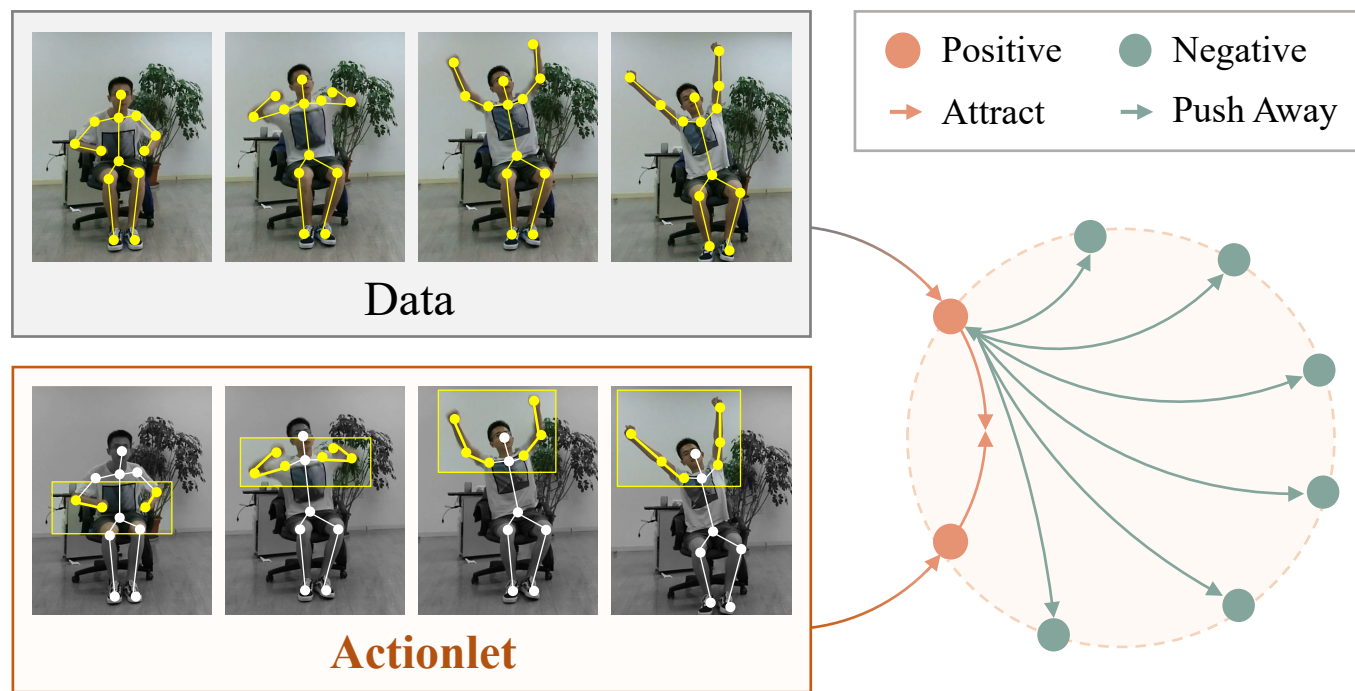 Data
Actionlet
Positive
Negative
Attract
Push Away